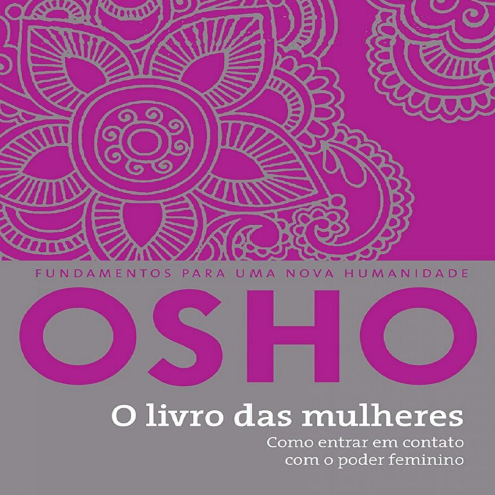 FUNDAMENTOS PARA UMA NOVA HUMANIDADE
OSHO
O livro das mulheres
Como entrar em contato
com o poder feminino